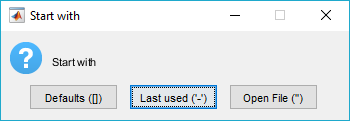 Start with
Start with
Defaults ([])
Last used ('-')
Open File ('')